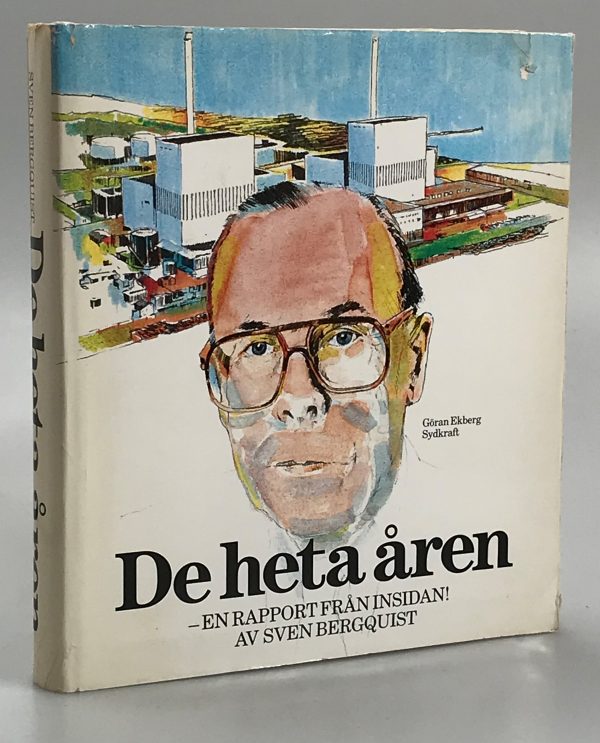 SVEN BERGQUIST De heta åren
Göran Ekberg
Sydkraft
De heta åren
– EN RAPPORT FRÅN INSIDAN!
AV SVEN BERGQUIST